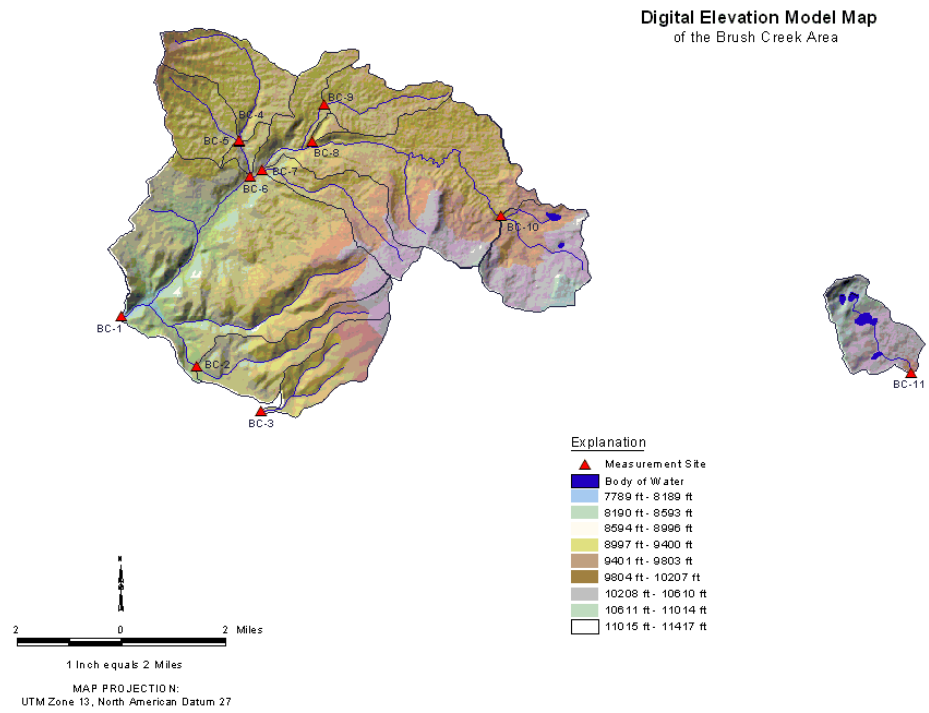 Digital Elevation Model Map
of the Brush Creek Area
BC-9
BC-4
BC-5
BC-8
BC-7
BC-6
BC-10
BC-1
BC-2
BC-11
BC-3
Explanation
Measurement Site
Body of Water
7789 ft - 8189 ft
8190 ft - 8593 ft
8594 ft - 8996 ft
8997 ft - 9400 ft
9401 ft - 9803 ft
9804 ft - 10207 ft
10208 ft - 10610 ft
10611 ft - 11014 ft
11015 ft - 11417 ft
2 0 2 Miles
1 Inch equals 2 Miles
MAP PROJECTION:
UTM Zone 13, North American Datum 27